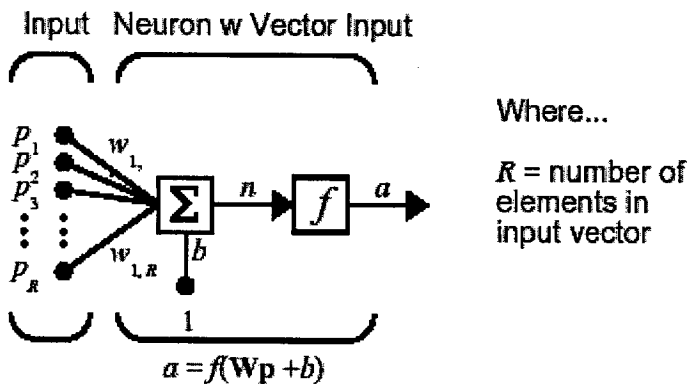 Input Neuron w Vector Input
p1
p2
p3
pR
w1,
w1, R
Σ
n
f
a
b
1
a = f(Wp +b)
Where...
R = number of
elements in
input vector